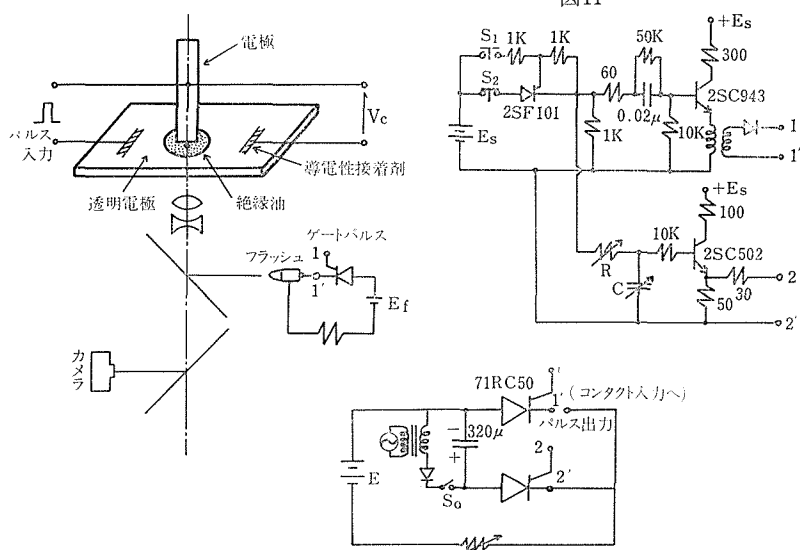 図11
電極
パルス
入力
Vc
導電性接着剤
透明電極
絶縁油
ゲートパルス
フラッシュ
1
1'
Ef
カメラ
S1
1K
1K
S2
2SF101
Es
50K
60
0.02μ
1K
10K
+Es
300
2SC943
1
1'
+Es
100
10K
2SC502
R
C
50
30
2
2'
71RC50
1
1' (コンタクト入力へ)
パルス出力
320μ
−
+
E
So
2
2'